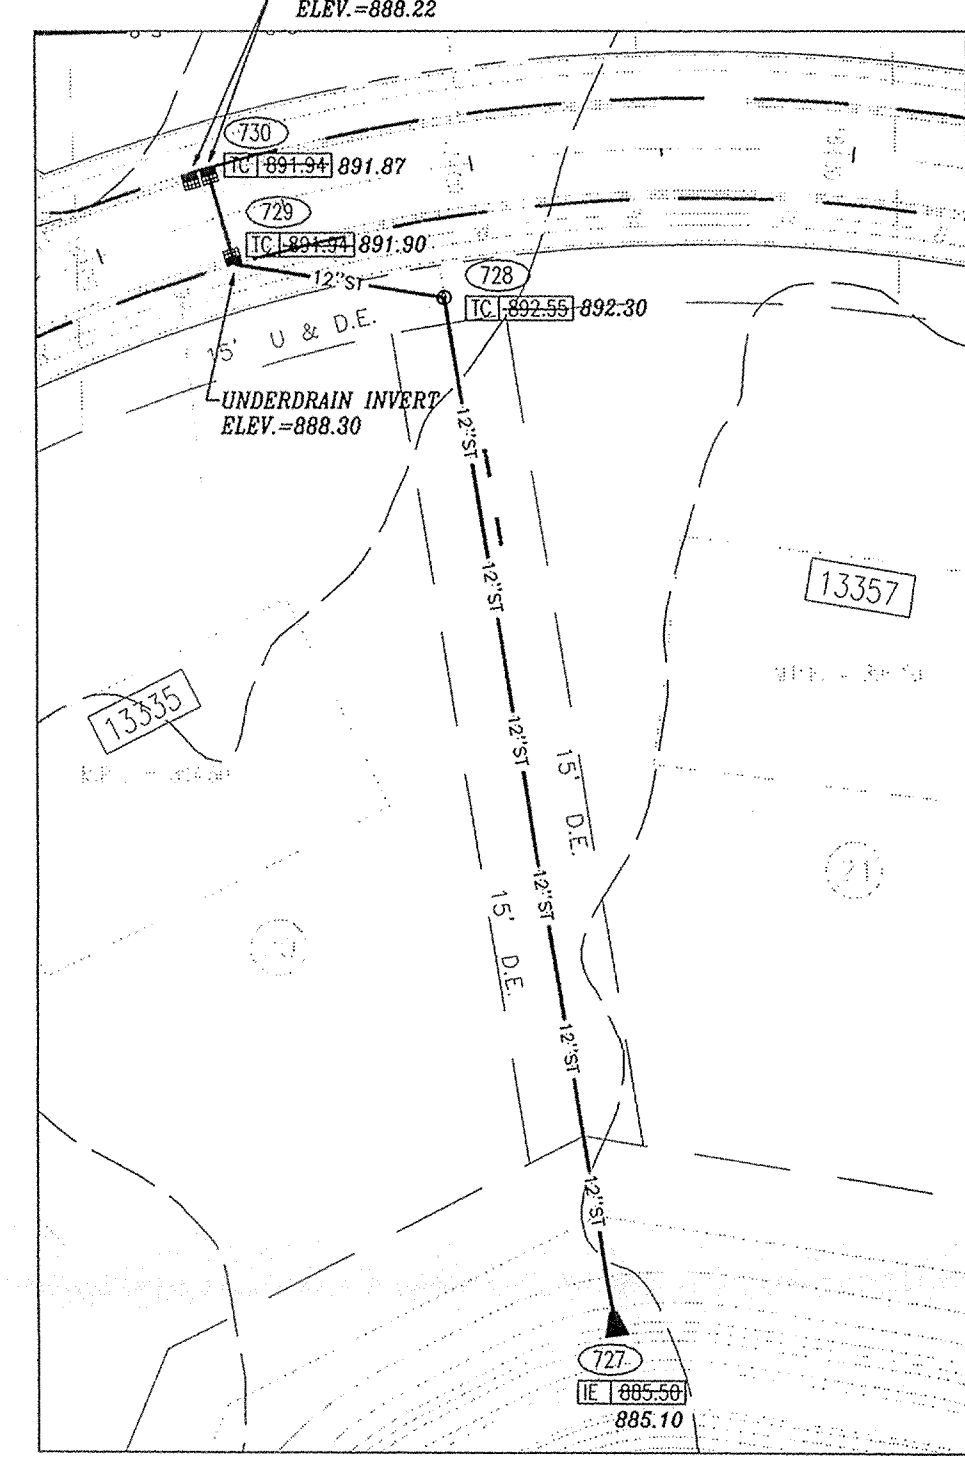 ELEV.=888.22
730
TC 891.94 891.87
729
TC 891.94 891.90
12"ST
728
TC 892.55 892.30
15' U & D.E.
UNDERDRAIN INVERT
ELEV.=888.30
12"ST
12"ST
13357
13335
12"ST
15' D.E.
21
12"ST
15' D.E.
12"ST
12"ST
727
IE 885.50
885.10